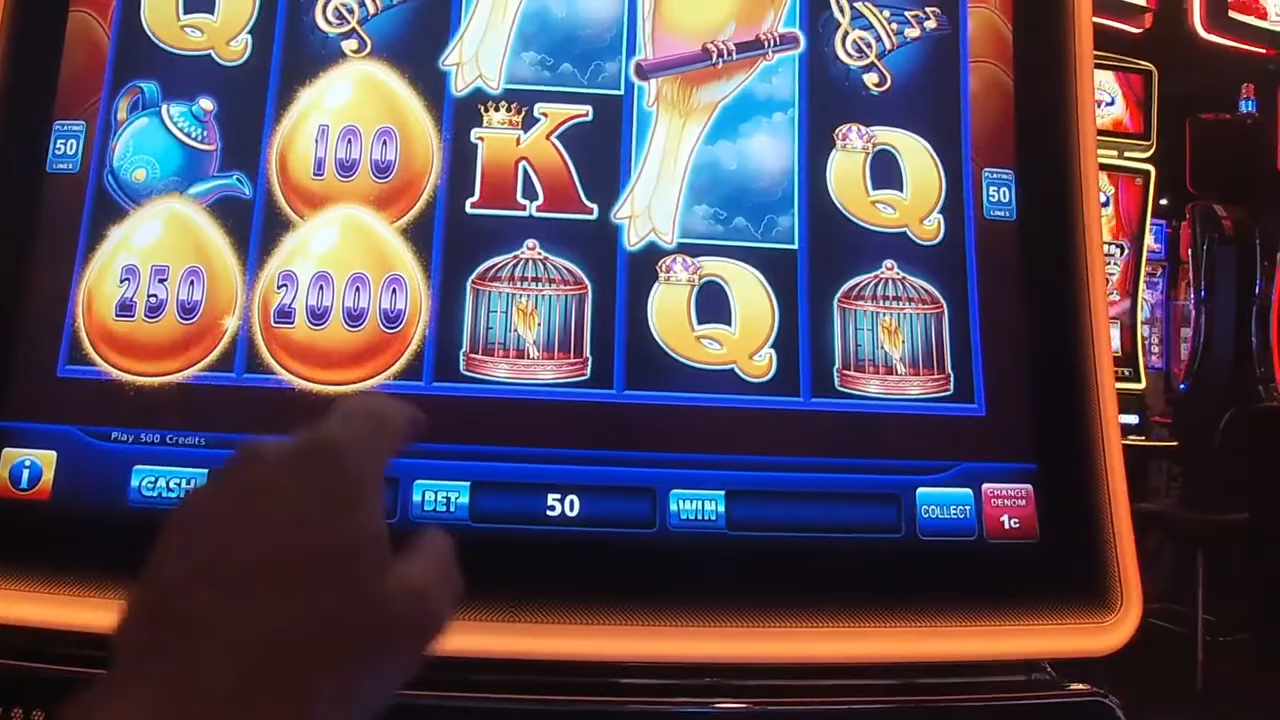 Q
PLAYING
50
LINES
100
K
Q
PLAYING
50
LINES
250
2000
Q
Play 500 Credits
i
CASH
BET
50
WIN
COLLECT
CHANGE
DENOM
1c